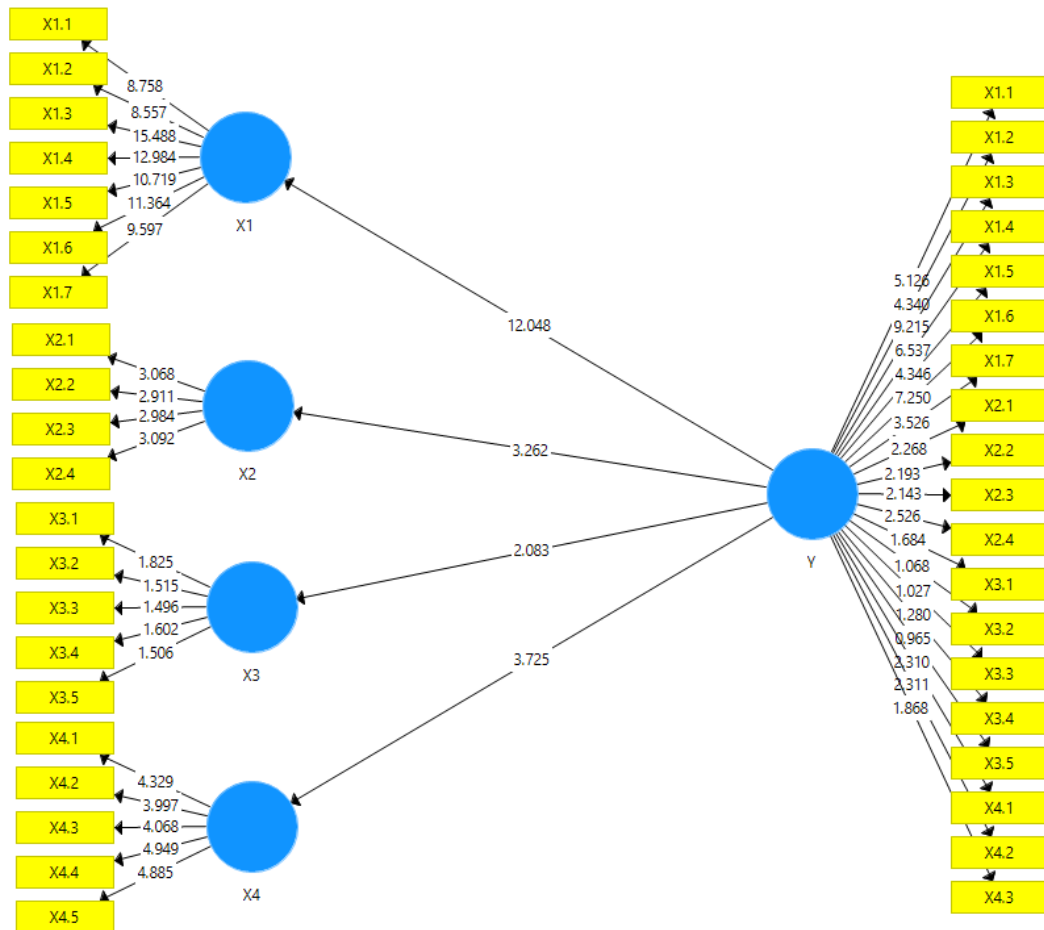 X1.1
X1.2
X1.3
X1.4
X1.5
X1.6
X1.7
8.758
8.557
15.488
12.984
10.719
11.364
9.597
X1
X2.1
X2.2
X2.3
X2.4
3.068
2.911
2.984
3.092
X2
X3.1
X3.2
X3.3
X3.4
X3.5
1.825
1.515
1.496
1.602
1.506
X3
X4.1
X4.2
X4.3
X4.4
X4.5
4.329
3.997
4.068
4.949
4.885
X4
12.048
3.262
2.083
3.725
Y
5.126
4.340
9.215
6.537
4.346
7.250
3.526
2.268
2.193
2.143
2.526
1.684
1.068
1.027
1.280
0.965
2.310
2.311
1.868
X1.1
X1.2
X1.3
X1.4
X1.5
X1.6
X1.7
X2.1
X2.2
X2.3
X2.4
X3.1
X3.2
X3.3
X3.4
X3.5
X4.1
X4.2
X4.3